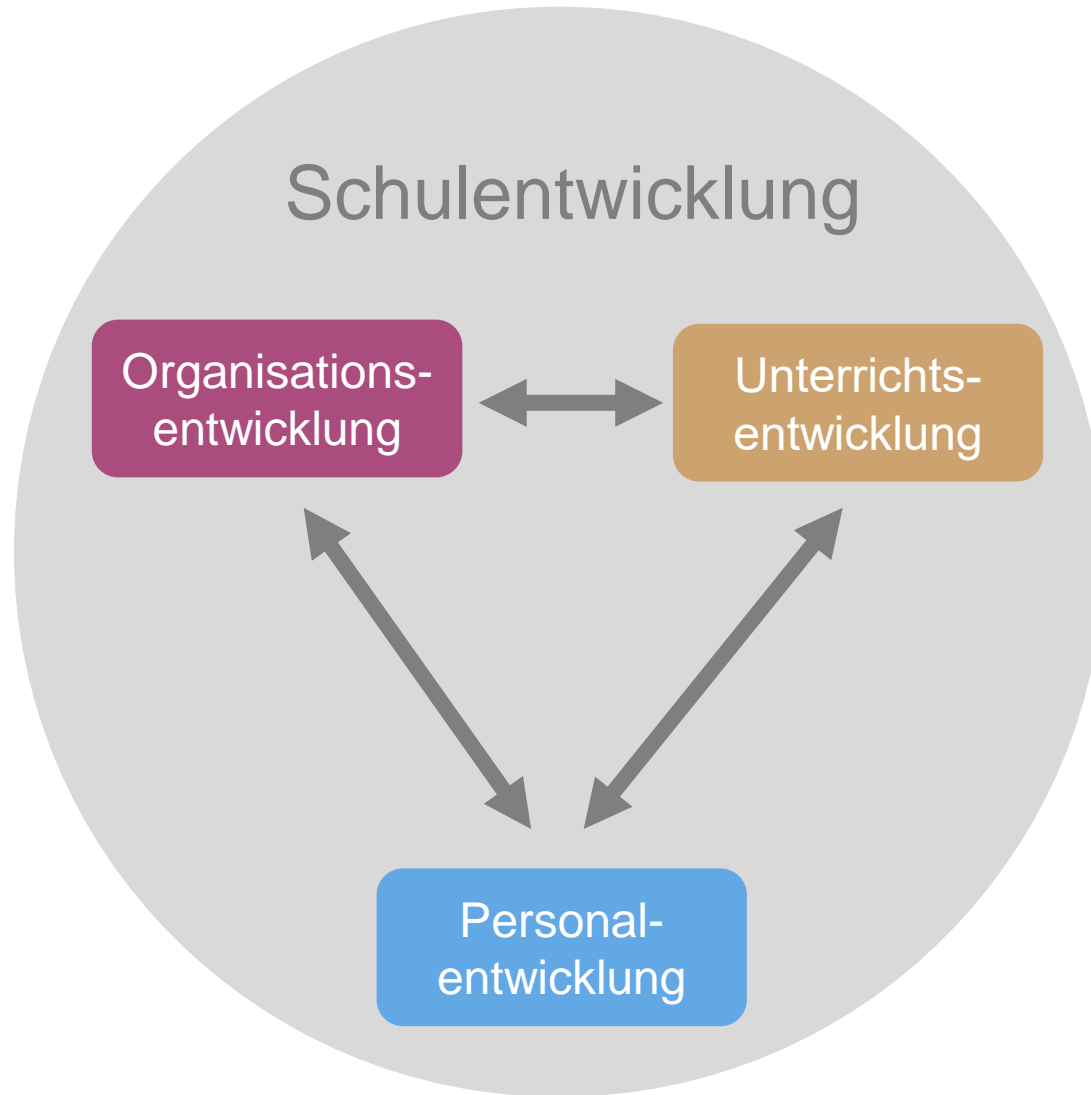 Schulentwicklung
Organisations-
entwicklung
Unterrichts-
entwicklung
Personal-
entwicklung